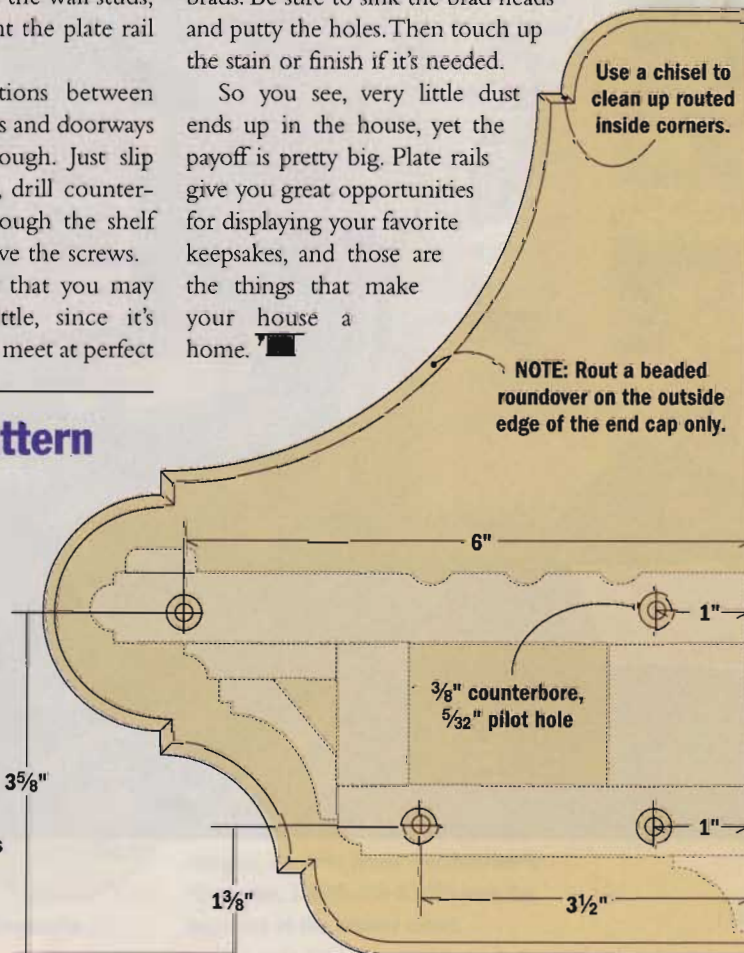 the wall studs,
the plate rail
tions between
s and doorways
ough. Just slip
drill counter-
ough the shelf
ve the screws.
that you may
ttle, since it's
meet at perfect
ttern
brads. Be sure to sink the brad heads
and putty the holes. Then touch up
the stain or finish if it's needed.
So you see, very little dust
ends up in the house, yet the
payoff is pretty big. Plate rails
give you great opportunities
for displaying your favorite
keepsakes, and those are
the things that make
your house a
home.
Use a chisel to
clean up routed
inside corners.
NOTE: Rout a beaded
roundover on the outside
edge of the end cap only.
6"
1"
3/8" counterbore,
5/32" pilot hole
3 5/8"
s
1"
1 3/8"
3 1/2"